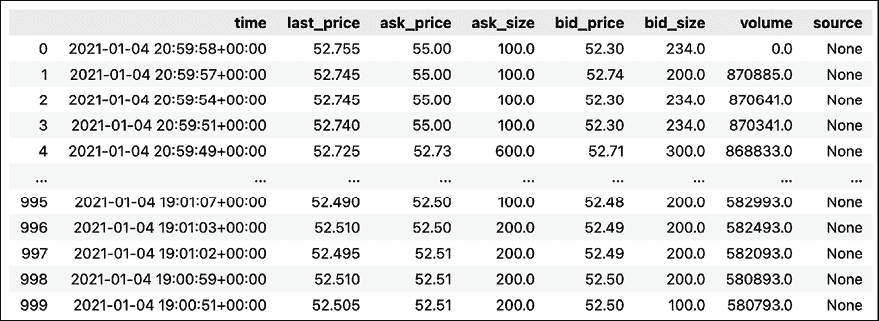 time last_price ask_price ask_size bid_price bid_size volume source
0 2021-01-04 20:59:58+00:00 52.755 55.00 100.0 52.30 234.0 0.0 None
1 2021-01-04 20:59:57+00:00 52.745 55.00 100.0 52.74 200.0 870885.0 None
2 2021-01-04 20:59:54+00:00 52.745 55.00 100.0 52.30 234.0 870641.0 None
3 2021-01-04 20:59:51+00:00 52.740 55.00 100.0 52.30 234.0 870341.0 None
4 2021-01-04 20:59:49+00:00 52.725 52.73 600.0 52.71 300.0 868833.0 None
... ... ... ... ... ... ... ... ...
995 2021-01-04 19:01:07+00:00 52.490 52.50 100.0 52.48 200.0 582993.0 None
996 2021-01-04 19:01:03+00:00 52.510 52.50 200.0 52.49 200.0 582493.0 None
997 2021-01-04 19:01:02+00:00 52.495 52.51 200.0 52.49 200.0 582093.0 None
998 2021-01-04 19:00:59+00:00 52.510 52.51 200.0 52.50 200.0 580893.0 None
999 2021-01-04 19:00:51+00:00 52.505 52.51 200.0 52.50 100.0 580793.0 None